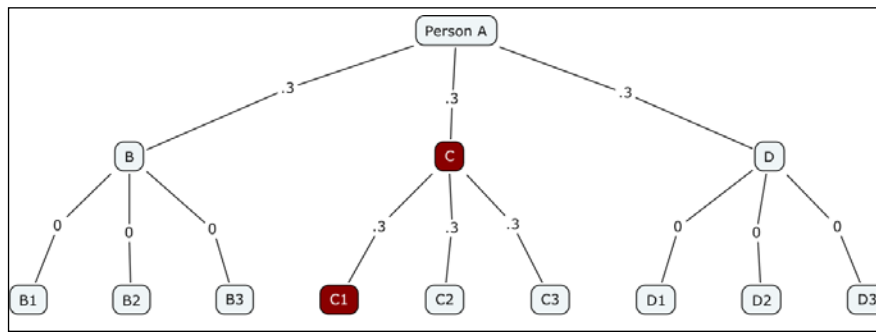 Person A
.3 .3 .3
B C D
0 0 0 .3 .3 .3 0 0 0
B1 B2 B3 C1 C2 C3 D1 D2 D3